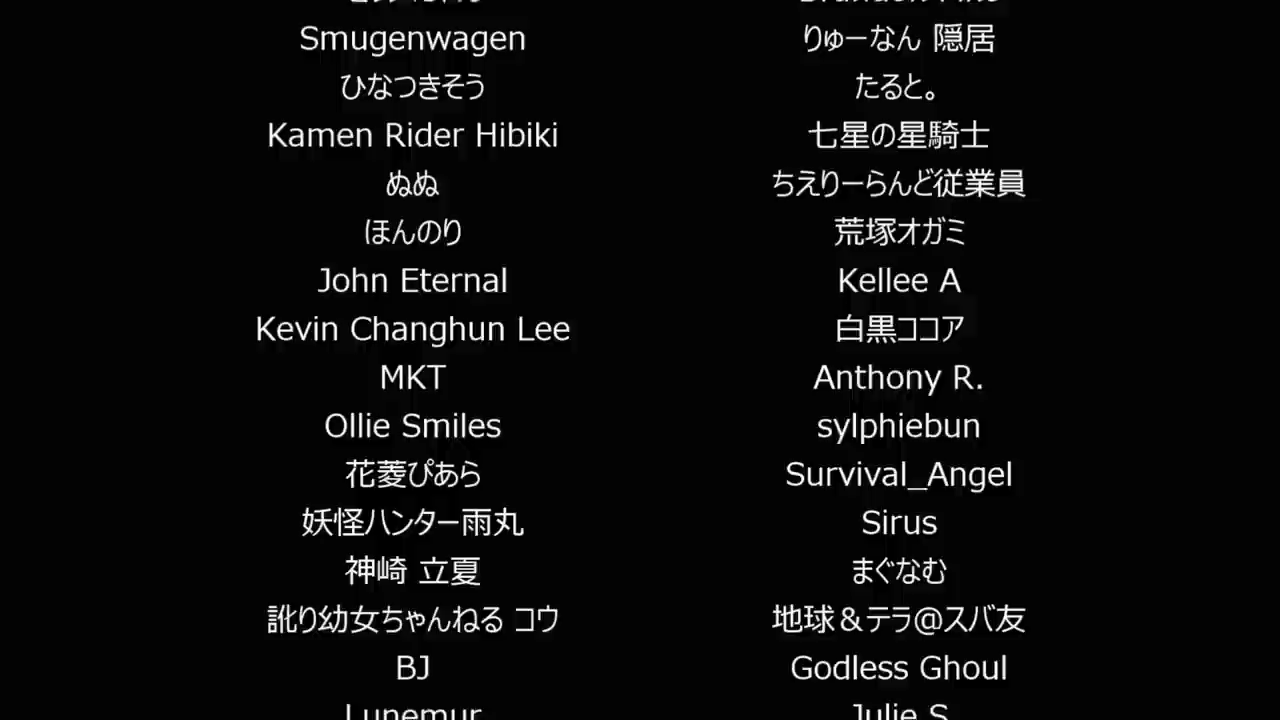 Smugenwagen
りゅーなん 隠居
ひなつきそう
たると。
Kamen Rider Hibiki
七星の星騎士
ぬぬ
ちえりーらんど従業員
ほんのり
荒塚オガミ
John Eternal
Kellee A
Kevin Changhun Lee
白黒ココア
MKT
Anthony R.
Ollie Smiles
sylphiebun
花菱ぴあら
Survival_Angel
妖怪ハンター雨丸
Sirus
神崎 立夏
まぐなむ
訛り幼女ちゃんねる コウ
地球＆テラ@スバ友
BJ
Godless Ghoul
Lunemur
Julie S